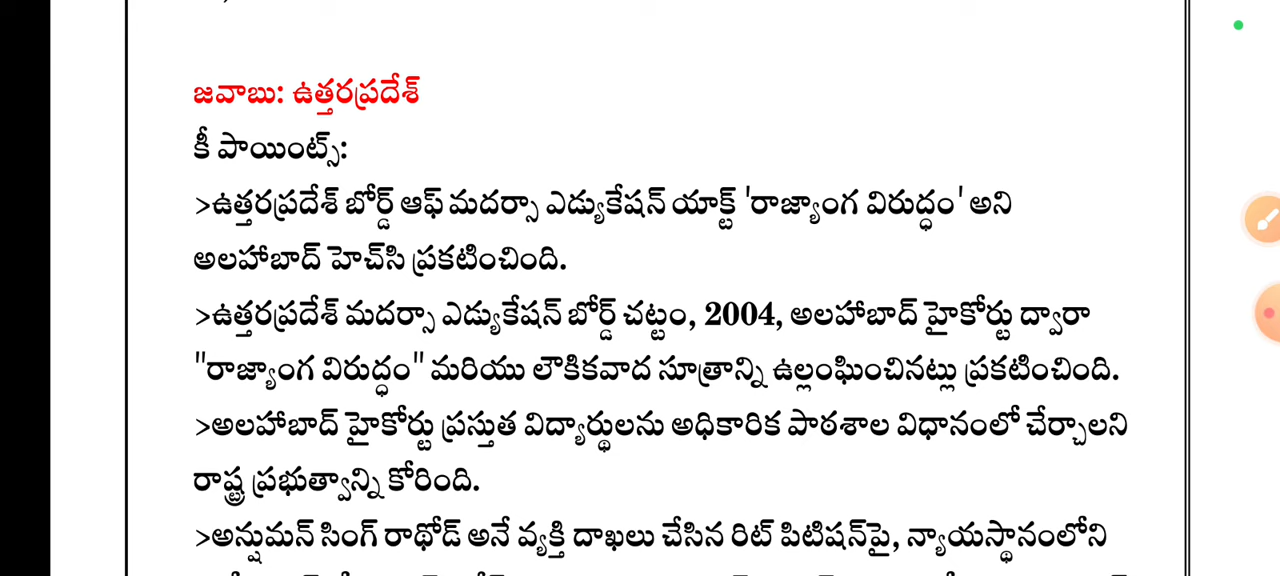 జవాబు: ఉత్తరప్రదేశ్
కీ పాయింట్స్:
>ఉత్తరప్రదేశ్ బోర్డ్ ఆఫ్ మదర్సా ఎడ్యుకేషన్ యాక్ట్ 'రాజ్యాంగ విరుద్ధం' అని
అలహాబాద్ హెచ్‌సి ప్రకటించింది.
>ఉత్తరప్రదేశ్ మదర్సా ఎడ్యుకేషన్ బోర్డ్ చట్టం, 2004, అలహాబాద్ హైకోర్టు ద్వారా
"రాజ్యాంగ విరుద్ధం" మరియు లౌకికవాద సూత్రాన్ని ఉల్లంఘించినట్లు ప్రకటించింది.
>అలహాబాద్ హైకోర్టు ప్రస్తుత విద్యార్థులను అధికారిక పాఠశాల విధానంలో చేర్చాలని
రాష్ట్ర ప్రభుత్వాన్ని కోరింది.
>అన్షుమన్ సింగ్ రాథోడ్ అనే వ్యక్తి దాఖలు చేసిన రిట్ పిటిషన్‌పై, న్యాయస్థానంలోని